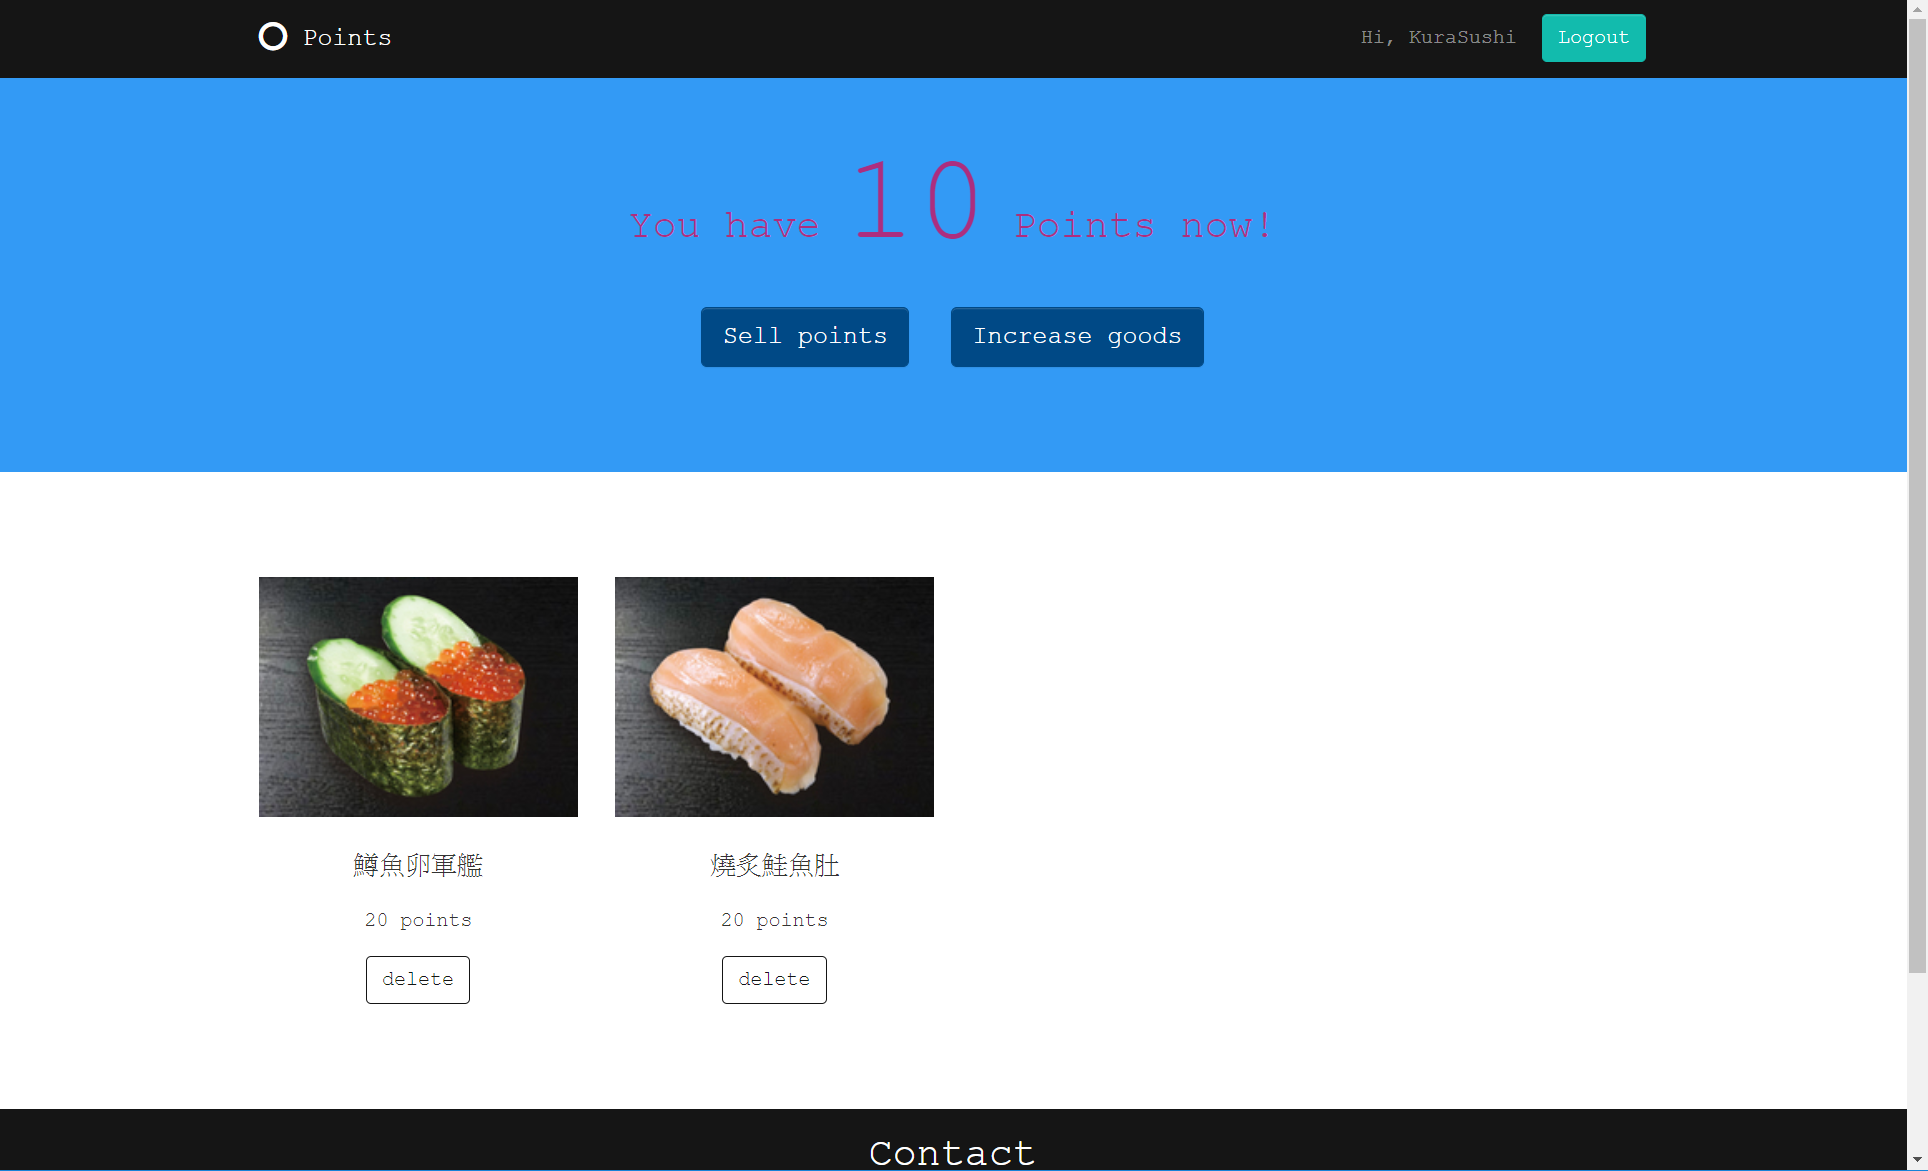 Points
Hi, KuraSushi
Logout
You have 10 Points now!
Sell points
Increase goods
鱒魚卵軍艦
20 points
delete
燒炙鮭魚肚
20 points
delete
Contact